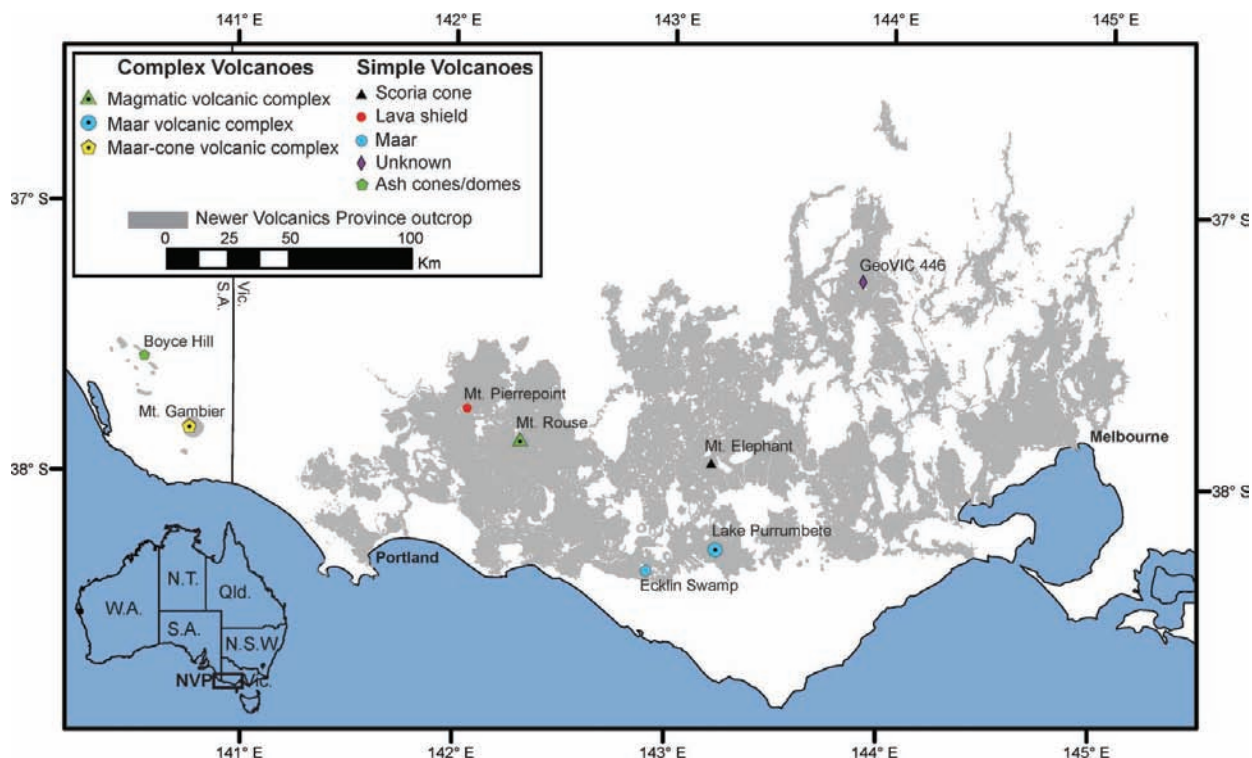 141° E 142° E 143° E 144° E 145° E
Complex Volcanoes
Magmatic volcanic complex
Maar volcanic complex
Maar-cone volcanic complex
Simple Volcanoes
Scoria cone
Lava shield
Maar
Unknown
Ash cones/domes
Newer Volcanics Province outcrop
0 25 50 100
Km
37° S
37° S
S.A.
Vic.
GeoVIC 446
Boyce Hill
Mt. Pierrepoint
Mt. Gambier
Mt. Rouse
Mt. Elephant
Melbourne
38° S
38° S
Lake Purrumbete
Portland
Ecklin Swamp
N.T.
Qld.
W.A.
S.A.
N.S.W
NVP
Vic.
141° E 142° E 143° E 144° E 145° E